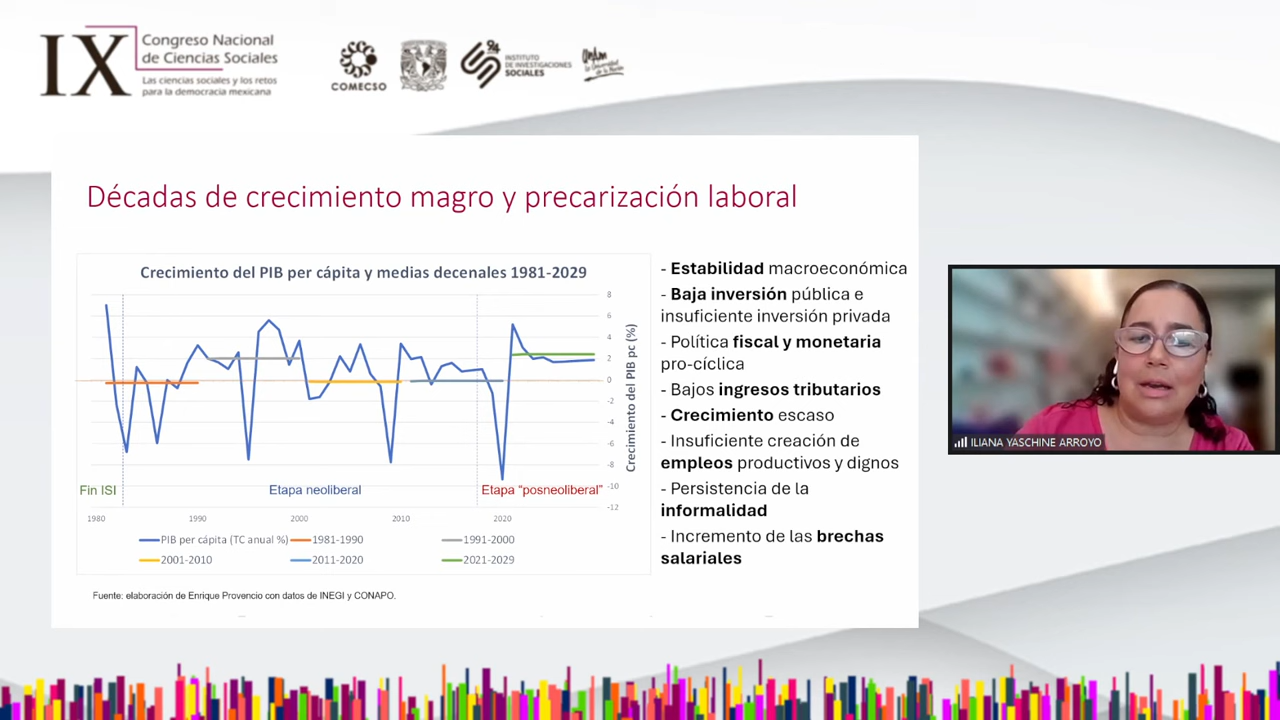 IX
Congreso Nacional
de Ciencias Sociales
Las ciencias sociales y los retos
para la democracia mexicana
COMECSO
INSTITUTO
DE INVESTIGACIONES
SOCIALES
Décadas de crecimiento magro y precarización laboral
Crecimiento del PIB per cápita y medias decenales 1981-2029
8
6
4
2
0
-2
-4
-6
-8
-10
-12
Crecimiento del PIB pc (%)
Fin ISI
Etapa neoliberal
Etapa "posneoliberal"
1980
1990
2000
2010
2020
PIB per cápita (TC anual %)
1981-1990
1991-2000
2001-2010
2011-2020
2021-2029
Fuente: elaboración de Enrique Provencio con datos de INEGI y CONAPO.
- Estabilidad macroeconómica
- Baja inversión pública e
insuficiente inversión privada
- Política fiscal y monetaria
pro-cíclica
- Bajos ingresos tributarios
- Crecimiento escaso
- Insuficiente creación de
empleos productivos y dignos
- Persistencia de la
informalidad
- Incremento de las brechas
salariales
ILIANA YASCHINE ARROYO